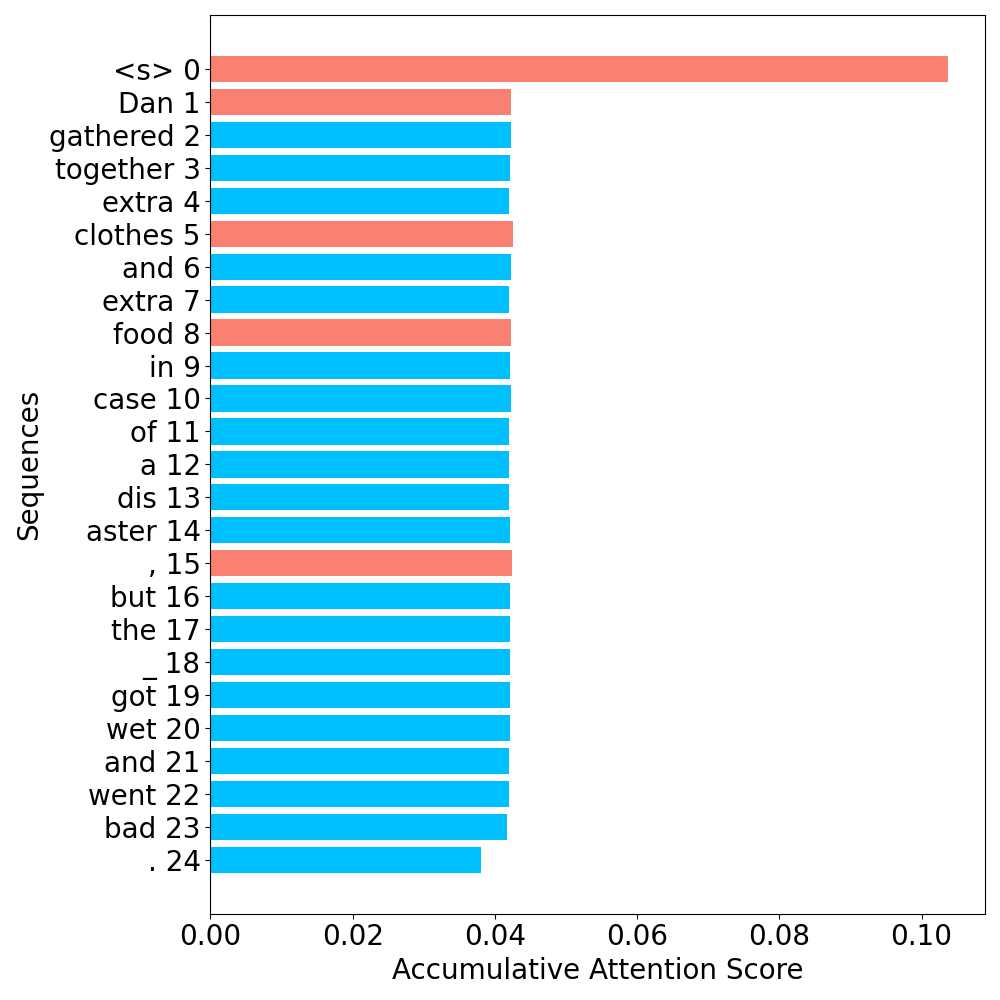 <s> 0
Dan 1
gathered 2
together 3
extra 4
clothes 5
and 6
extra 7
food 8
in 9
case 10
of 11
a 12
dis 13
aster 14
, 15
but 16
the 17
_ 18
got 19
wet 20
and 21
went 22
bad 23
. 24
Sequences
0.00 0.02 0.04 0.06 0.08 0.10
Accumulative Attention Score